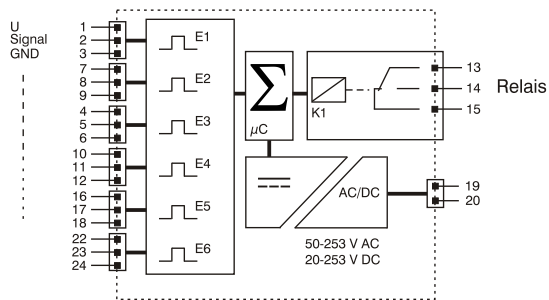 U
Signal
GND
1
2
3
7
8
9
4
5
6
10
11
12
16
17
18
22
23
24
E1
E2
E3
E4
E5
E6
Σ
µC
K1
13
14
15
Relais
AC/DC
19
20
50-253 V AC
20-253 V DC